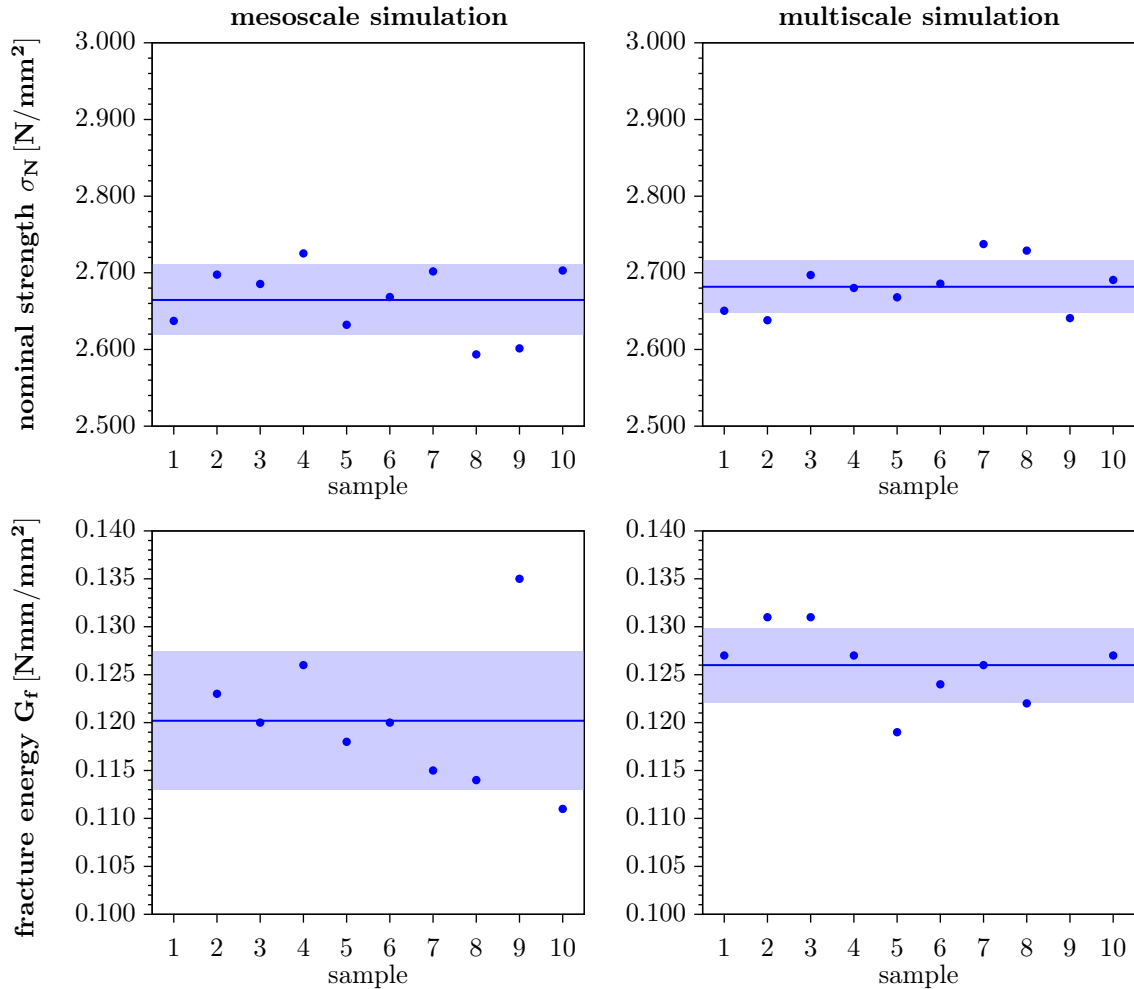 mesoscale simulation
multiscale simulation
nominal strength σ_N [N/mm²]
3.000
2.900
2.800
2.700
2.600
2.500
1 2 3 4 5 6 7 8 9 10
sample
3.000
2.900
2.800
2.700
2.600
2.500
1 2 3 4 5 6 7 8 9 10
sample
fracture energy G_f [Nmm/mm²]
0.140
0.135
0.130
0.125
0.120
0.115
0.110
0.105
0.100
1 2 3 4 5 6 7 8 9 10
sample
0.140
0.135
0.130
0.125
0.120
0.115
0.110
0.105
0.100
1 2 3 4 5 6 7 8 9 10
sample